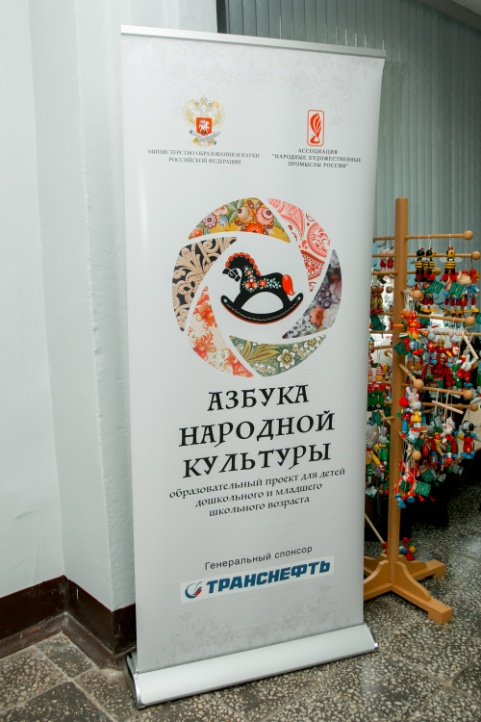 МИНИСТЕРСТВО ОБРАЗОВАНИЯ И НАУКИ
РОССИЙСКОЙ ФЕДЕРАЦИИ
АССОЦИАЦИЯ
"НАРОДНЫЕ ХУДОЖЕСТВЕННЫЕ
ПРОМЫСЛЫ РОССИИ"
АЗБУКА
НАРОДНОЙ
КУЛЬТУРЫ
образовательный проект для детей
дошкольного и младшего
школьного возраста
Генеральный спонсор
ТРАНСНЕФТЬ